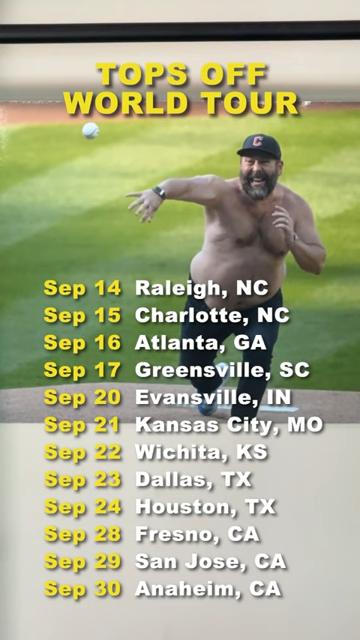 TOPS OFF
WORLD TOUR
C
Sep 14 Raleigh, NC
Sep 15 Charlotte, NC
Sep 16 Atlanta, GA
Sep 17 Greensville, SC
Sep 20 Evansville, IN
Sep 21 Kansas City, MO
Sep 22 Wichita, KS
Sep 23 Dallas, TX
Sep 24 Houston, TX
Sep 28 Fresno, CA
Sep 29 San Jose, CA
Sep 30 Anaheim, CA